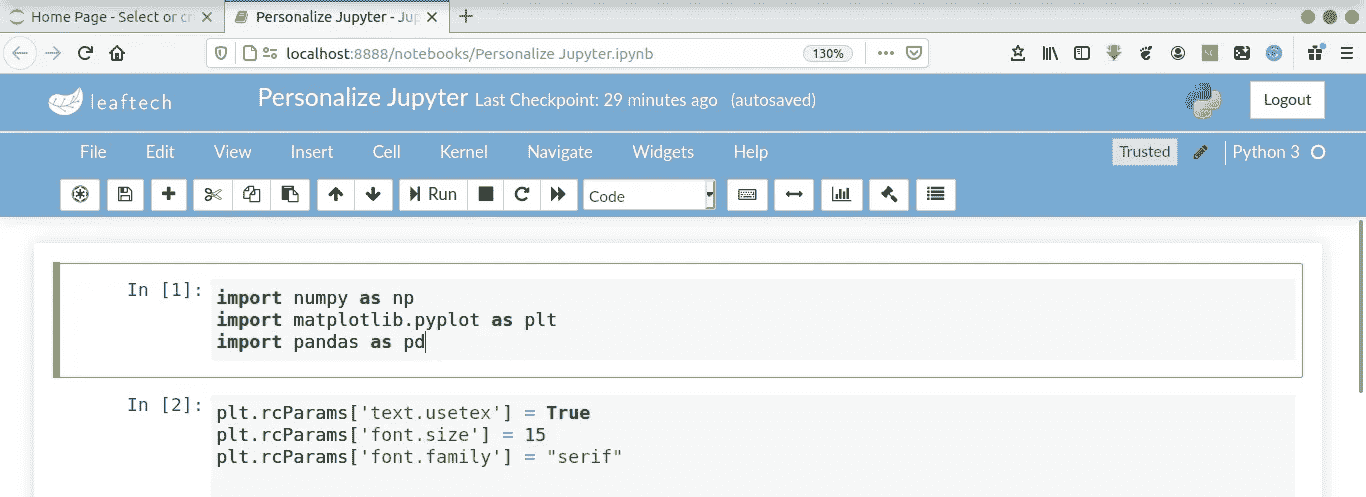 Home Page - Select or cr
Personalize Jupyter - Jup
localhost:8888/notebooks/Personalize Jupyter.ipynb
130%
leaftech
Personalize Jupyter Last Checkpoint: 29 minutes ago (autosaved)
Logout
File Edit View Insert Cell Kernel Navigate Widgets Help
Trusted
Python 3
Run
Code
In [1]:
import numpy as np
import matplotlib.pyplot as plt
import pandas as pd
In [2]:
plt.rcParams['text.usetex'] = True
plt.rcParams['font.size'] = 15
plt.rcParams['font.family'] = "serif"